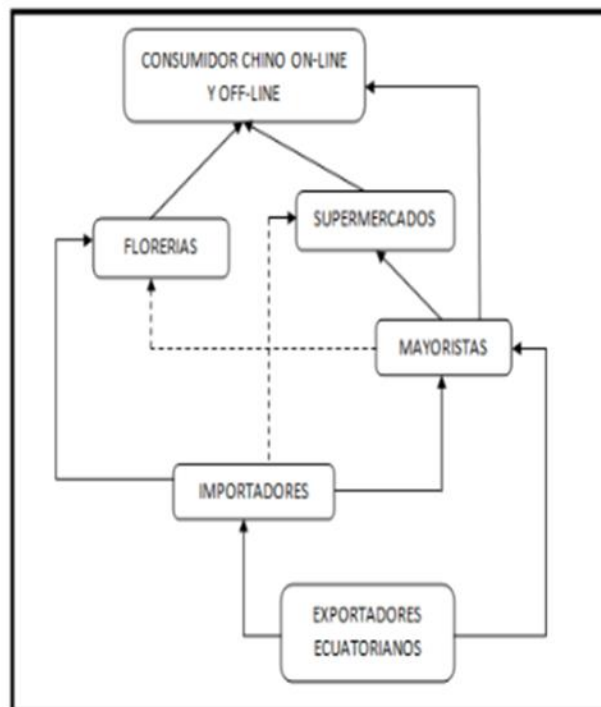 CONSUMIDOR CHINO ON-LINE
Y OFF-LINE
SUPERMERCADOS
FLORERIAS
MAYORISTAS
IMPORTADORES
EXPORTADORES
ECUATORIANOS